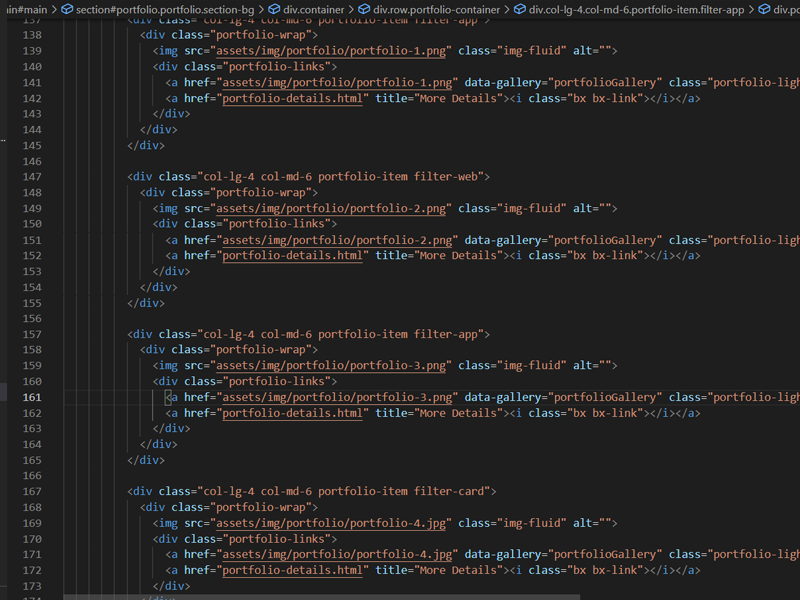 in#main > section#portfolio.portfolio.section-bg > div.container > div.row.portfolio-container > div.col-lg-4.col-md-6.portfolio-item.filter-app > div.po
137 <div class="col-lg-4 col-md-6 portfolio-item filter-app">
138 <div class="portfolio-wrap">
139 <img src="assets/img/portfolio/portfolio-1.png" class="img-fluid" alt="">
140 <div class="portfolio-links">
141 <a href="assets/img/portfolio/portfolio-1.png" data-gallery="portfolioGallery" class="portfolio-ligh
142 <a href="portfolio-details.html" title="More Details"><i class="bx bx-link"></i></a>
143 </div>
144 </div>
145 </div>
146
147 <div class="col-lg-4 col-md-6 portfolio-item filter-web">
148 <div class="portfolio-wrap">
149 <img src="assets/img/portfolio/portfolio-2.png" class="img-fluid" alt="">
150 <div class="portfolio-links">
151 <a href="assets/img/portfolio/portfolio-2.png" data-gallery="portfolioGallery" class="portfolio-ligh
152 <a href="portfolio-details.html" title="More Details"><i class="bx bx-link"></i></a>
153 </div>
154 </div>
155 </div>
156
157 <div class="col-lg-4 col-md-6 portfolio-item filter-app">
158 <div class="portfolio-wrap">
159 <img src="assets/img/portfolio/portfolio-3.png" class="img-fluid" alt="">
160 <div class="portfolio-links">
161 <a href="assets/img/portfolio/portfolio-3.png" data-gallery="portfolioGallery" class="portfolio-ligh
162 <a href="portfolio-details.html" title="More Details"><i class="bx bx-link"></i></a>
163 </div>
164 </div>
165 </div>
166
167 <div class="col-lg-4 col-md-6 portfolio-item filter-card">
168 <div class="portfolio-wrap">
169 <img src="assets/img/portfolio/portfolio-4.jpg" class="img-fluid" alt="">
170 <div class="portfolio-links">
171 <a href="assets/img/portfolio/portfolio-4.jpg" data-gallery="portfolioGallery" class="portfolio-ligh
172 <a href="portfolio-details.html" title="More Details"><i class="bx bx-link"></i></a>
173 </div>
174 </div>